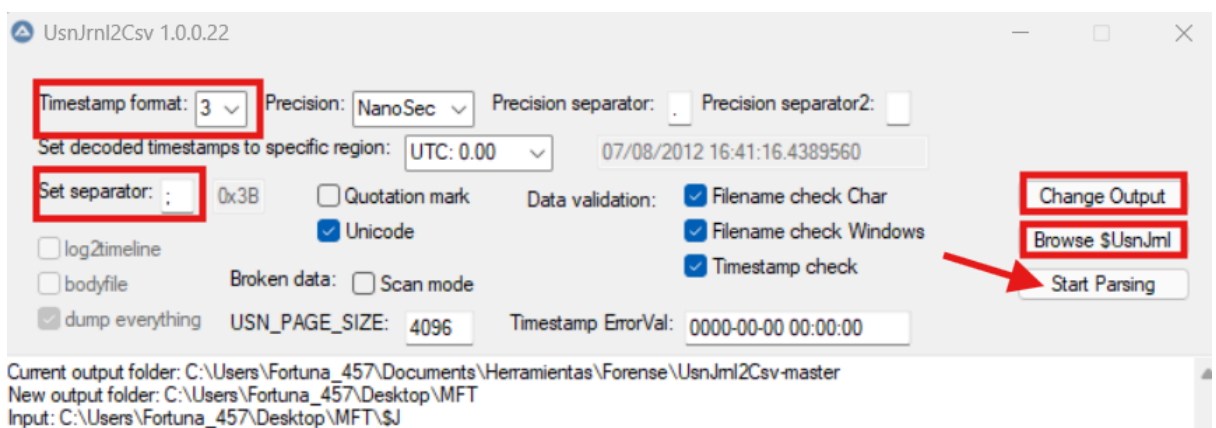 UsnJrnl2Csv 1.0.0.22
Timestamp format: 3 Precision: NanoSec Precision separator: . Precision separator2:
Set decoded timestamps to specific region: UTC: 0.00 07/08/2012 16:41:16.4389560
Set separator: ; 0x3B Quotation mark Data validation: Filename check Char Change Output
Unicode Filename check Windows Browse $UsnJrnl
log2timeline
Timestamp check
bodyfile Broken data: Scan mode Start Parsing
dump everything USN_PAGE_SIZE: 4096 Timestamp ErrorVal: 0000-00-00 00:00:00
Current output folder: C:\Users\Fortuna_457\Documents\Herramientas\Forense\UsnJrnl2Csv-master
New output folder: C:\Users\Fortuna_457\Desktop\MFT
Input: C:\Users\Fortuna_457\Desktop\MFT\$J